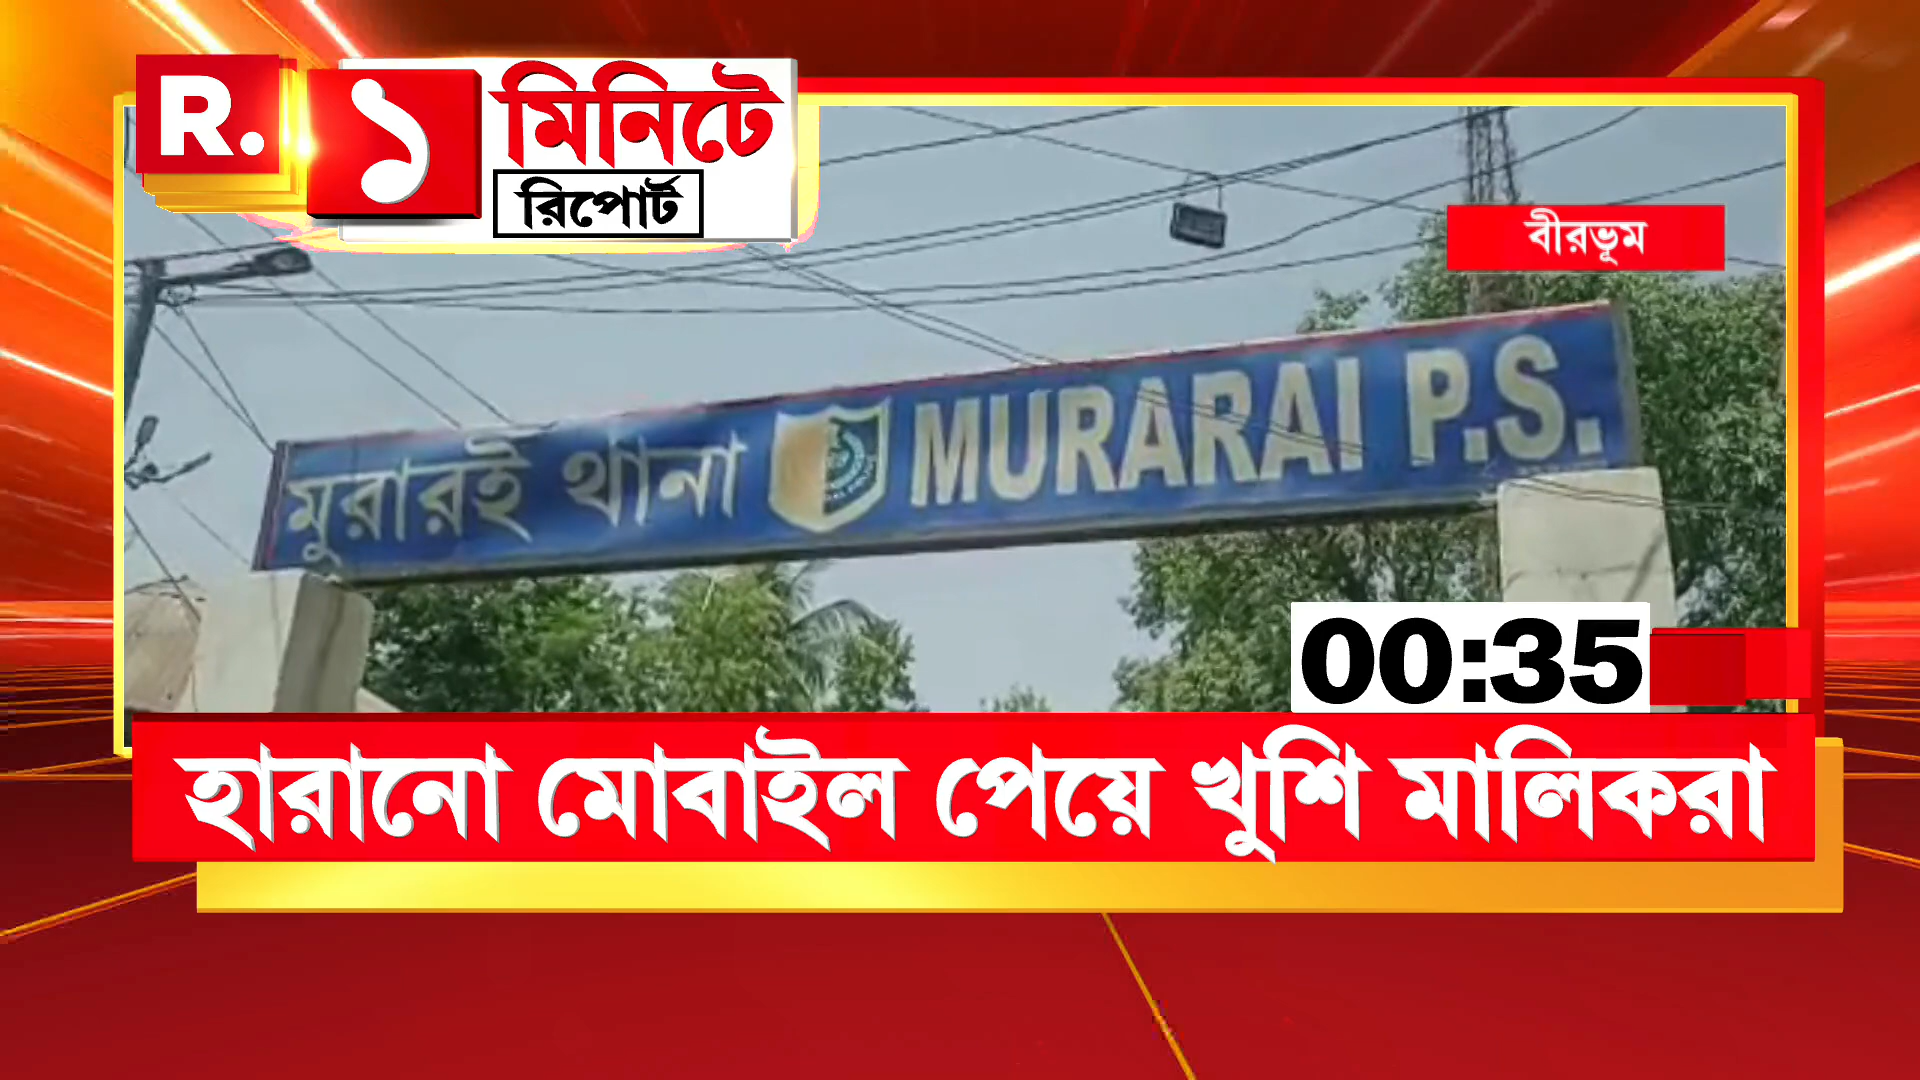 R. ১ মিনিটে
রিপোর্ট
বীরভূম
মুরারই থানা MURARAI P.S.
00:35
হারানো মোবাইল পেয়ে খুশি মালিকরা